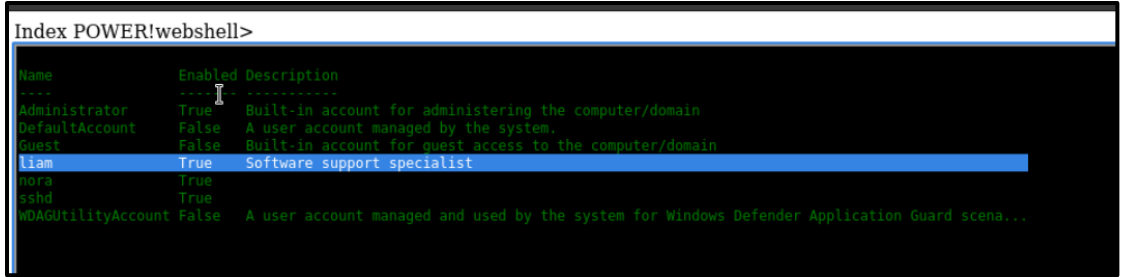 Index POWER!webshell>
Name Enabled Description
---- ------- -----------
Administrator True Built-in account for administering the computer/domain
DefaultAccount False A user account managed by the system.
Guest False Built-in account for guest access to the computer/domain
liam True Software support specialist
nora True
sshd True
WDAGUtilityAccount False A user account managed and used by the system for Windows Defender Application Guard scena...